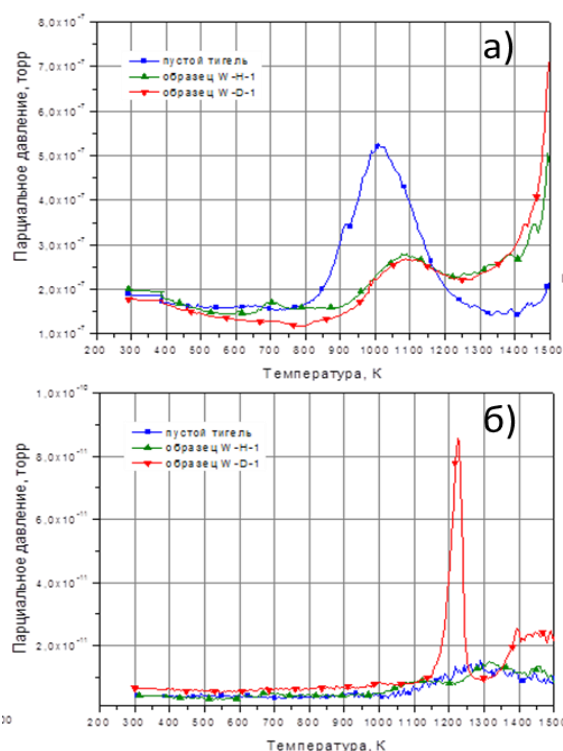 а)
8,0x10⁻⁷
7,0x10⁻⁷
6,0x10⁻⁷
5,0x10⁻⁷
4,0x10⁻⁷
3,0x10⁻⁷
2,0x10⁻⁷
1,0x10⁻⁷
Парциальное давление, торр
пустой тигель
образец W-H-1
образец W-D-1
200 300 400 500 600 700 800 900 1000 1100 1200 1300 1400 1500
Температура, К
б)
1,0x10⁻¹⁰
8,0x10⁻¹¹
6,0x10⁻¹¹
4,0x10⁻¹¹
2,0x10⁻¹¹
Парциальное давление, торр
пустой тигель
образец W-H-1
образец W-D-1
00
200 300 400 500 600 700 800 900 1000 1100 1200 1300 1400 1500
Температура, К